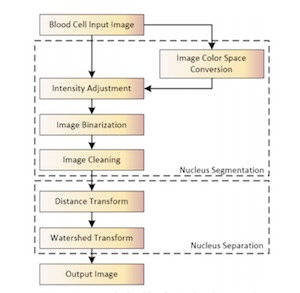 Blood Cell Input Image
Image Color Space
Conversion
Intensity Adjustment
Image Binarization
Image Cleaning
Nucleus Segmentation
Distance Transform
Watershed Transform
Nucleus Separation
Output Image